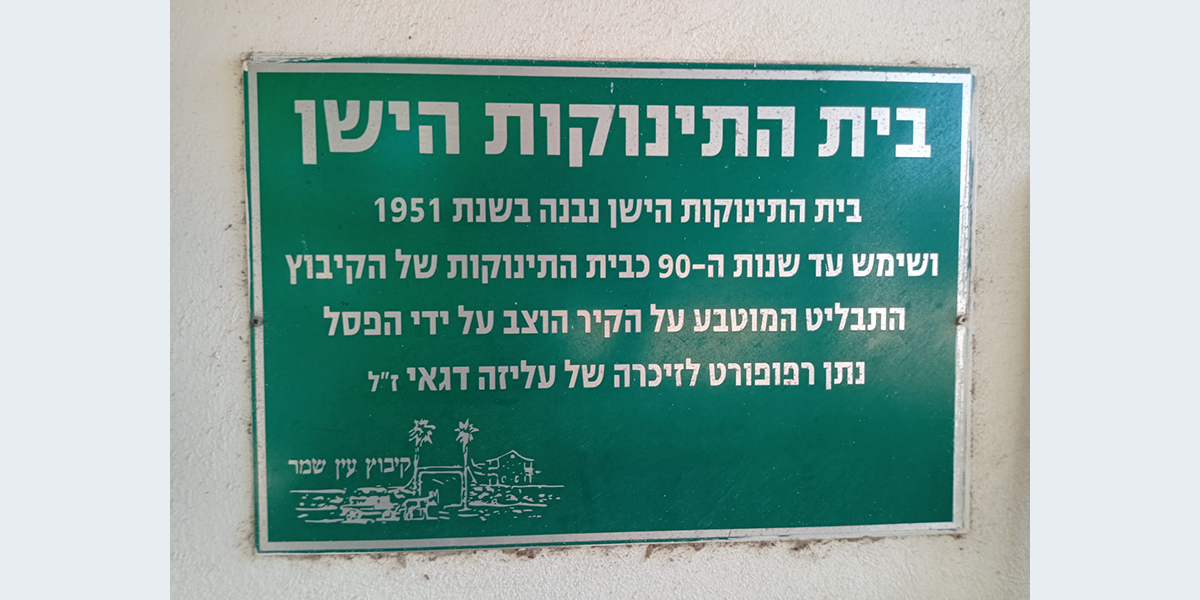 בית התינוקות הישן
בית התינוקות הישן נבנה בשנת 1951
ושימש עד שנות ה-90 כבית התינוקות של הקיבוץ
התבליט המוטבע על הקיר הוצב על ידי הפסל
נתן רפופורט לזיכרה של עליזה דגאי ז"ל
קיבוץ עין שמר